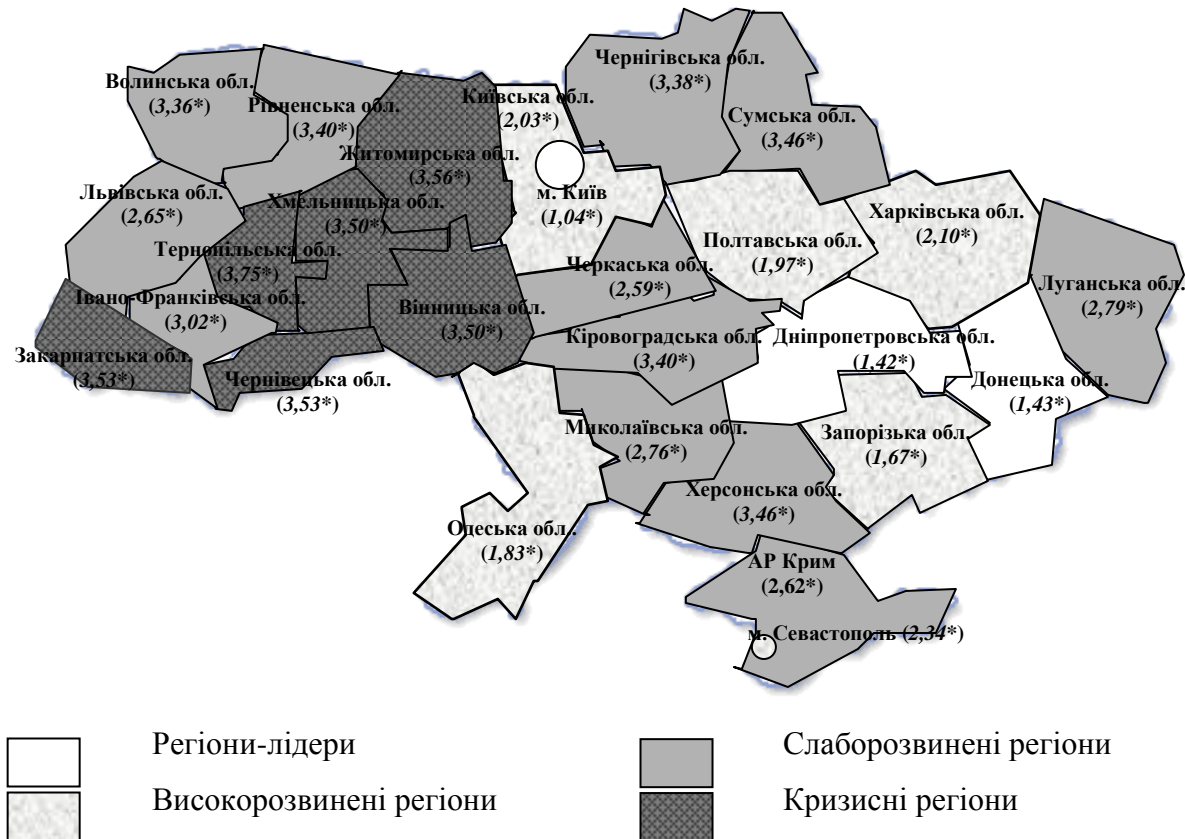 Чернігівська обл.
(3,38*)
Волинська обл.
(3,36*)
Київська обл.
(2,03*)
Рівненська обл.
(3,40*)
Сумська обл.
(3,46*)
Житомирська обл.
(3,56*)
Львівська обл.
(2,65*)
м. Київ
(1,04*)
Хмельницька обл.
(3,50*)
Харківська обл.
(2,10*)
Полтавська обл.
(1,97*)
Тернопільська обл.
(3,75*)
Черкаська обл.
(2,59*)
Луганська обл.
(2,79*)
Івано-Франківська обл.
(3,02*)
Вінницька обл.
(3,50*)
Кіровоградська обл.
(3,40*)
Дніпропетровська обл.
(1,42*)
Закарпатська обл.
(3,53*)
Чернівецька обл.
(3,53*)
Донецька обл.
(1,43*)
Миколаївська обл.
(2,76*)
Запорізька обл.
(1,67*)
Херсонська обл.
(3,46*)
Одеська обл..
(1,83*)
АР Крим
(2,62*)
м. Севастополь (2,34*)
Регіони-лідери
Високорозвинені регіони
Слаборозвинені регіони
Кризисні регіони